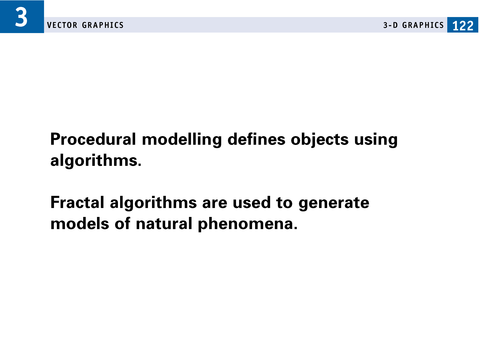 3
VECTOR GRAPHICS
3-D GRAPHICS 122
Procedural modelling defines objects using
algorithms.
Fractal algorithms are used to generate
models of natural phenomena.